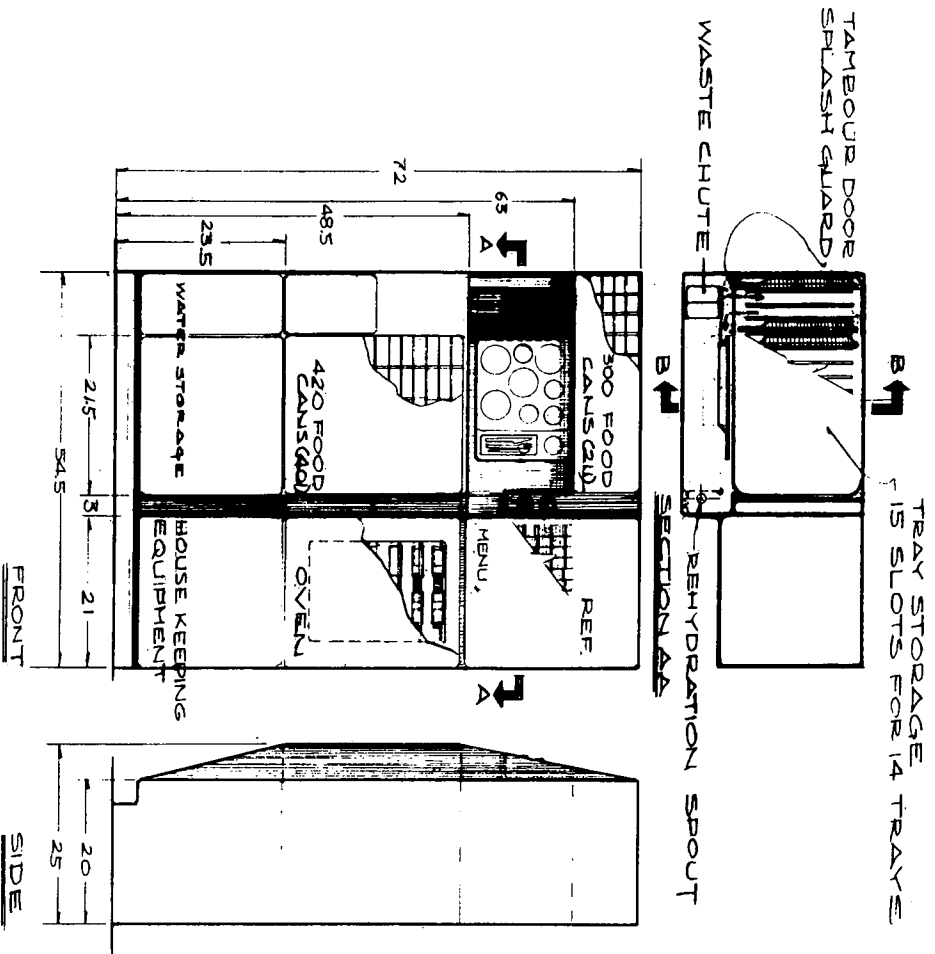 TAMBOUR DOOR
SPLASH GUARD
WASTE CHUTE
TRAY STORAGE
15 SLOTS FOR 14 TRAYS
REHYDRATION SPOUT
B
B
SECTION AA
A
A
72
63
48.5
23.5
300 FOOD
CANS (21)
420 FOOD
WATER STORAGE
REF.
MENU
OVEN
HOUSE KEEPING
EQUIPMENT
21.5
3
21
54.5
FRONT
20
25
SIDE